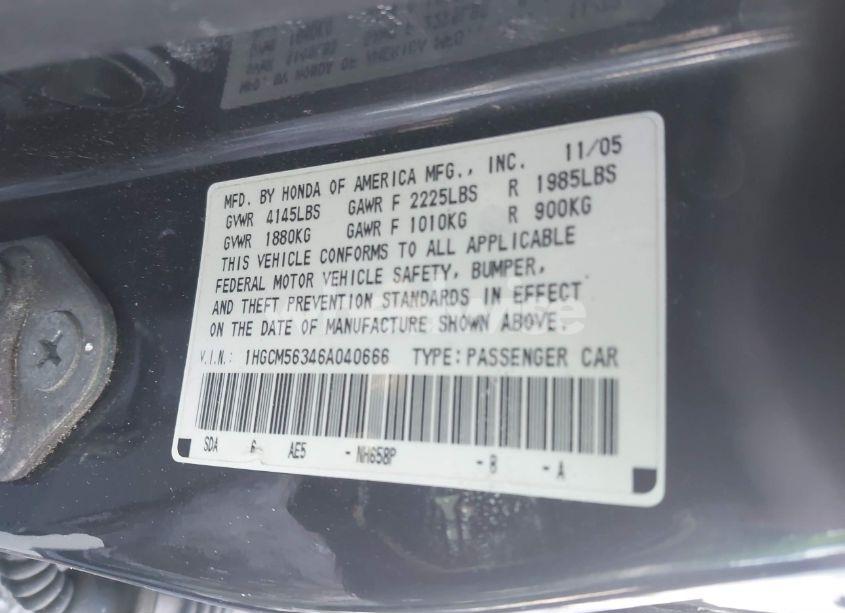 MFD. BY HONDA OF AMERICA MFG., INC. 11/05
GVWR 4145LBS GAWR F 2225LBS R 1985LBS
GVWR 1880KG GAWR F 1010KG R 900KG
THIS VEHICLE CONFORMS TO ALL APPLICABLE
FEDERAL MOTOR VEHICLE SAFETY, BUMPER,
AND THEFT PREVENTION STANDARDS IN EFFECT
ON THE DATE OF MANUFACTURE SHOWN ABOVE.
V.I.N.: 1HGCM56346A040666 TYPE:PASSENGER CAR
SDA 6 AE5 -NH658P -B -A